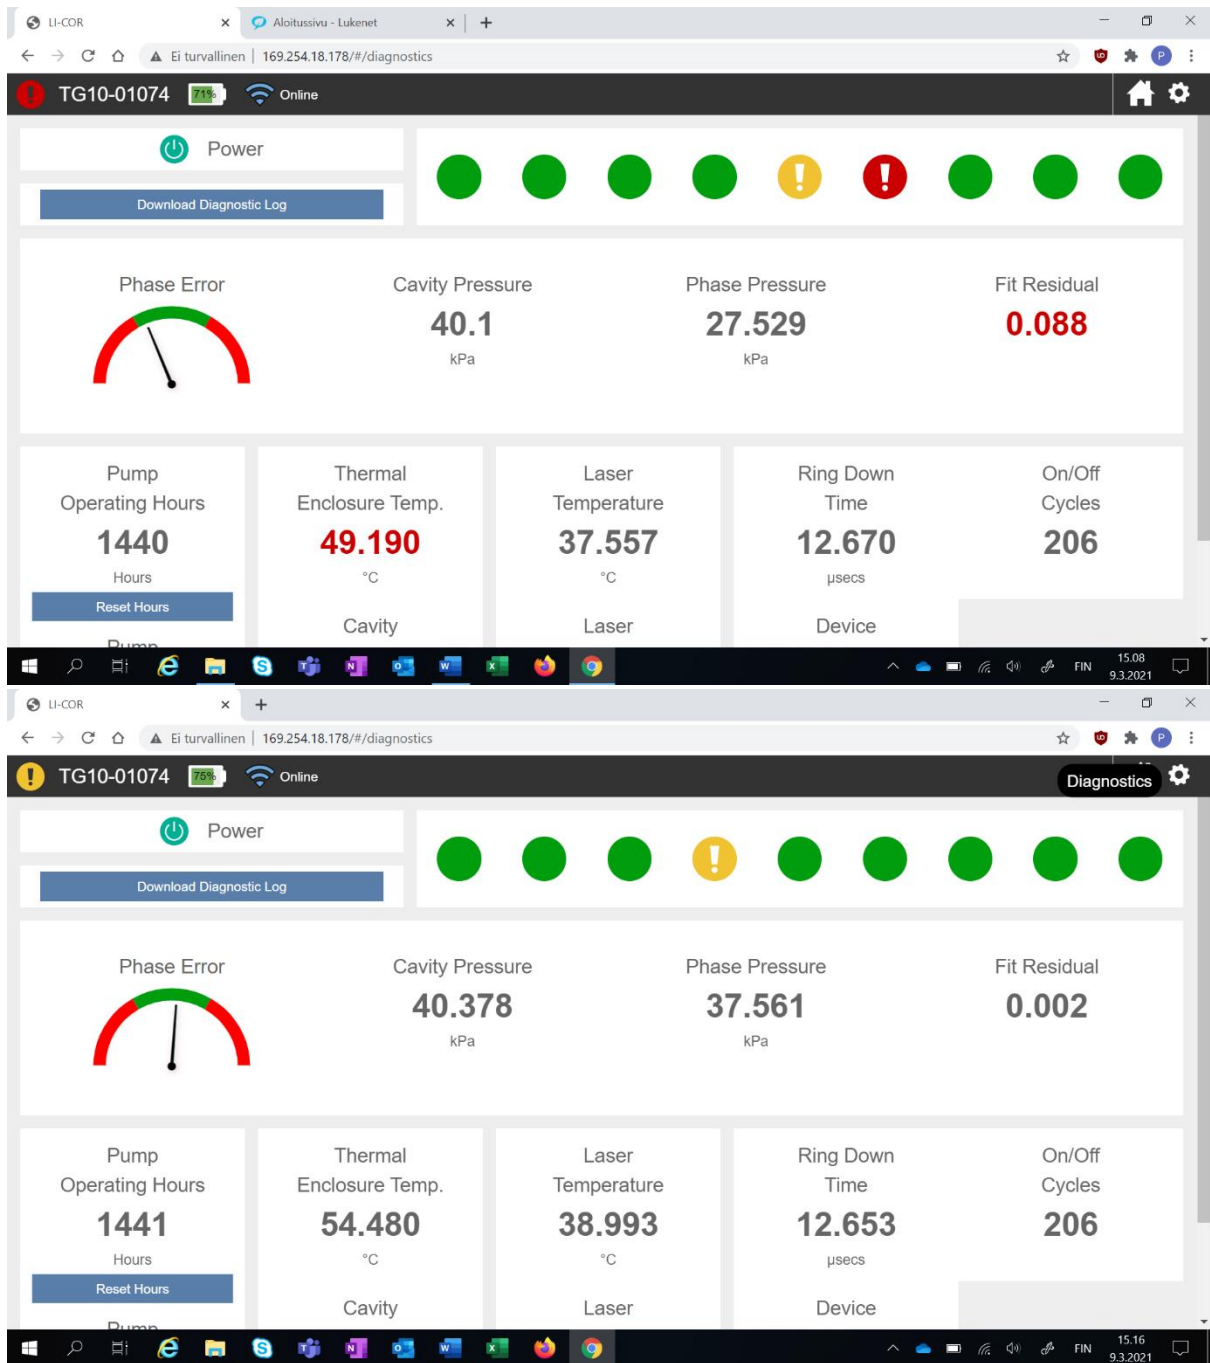 LI-COR
Aloitussivu - Lukenet
Ei turvallinen | 169.254.18.178/#/diagnostics
P
TG10-01074 71% Online
Power
Download Diagnostic Log
Phase Error Cavity Pressure Phase Pressure Fit Residual
40.1 27.529 0.088
kPa kPa
Pump Thermal Laser Ring Down On/Off
Operating Hours Enclosure Temp. Temperature Time Cycles
1440 49.190 37.557 12.670 206
Hours °C °C µsecs
Reset Hours
Cavity Laser Device
Pump
FIN 15.08
9.3.2021
LI-COR
Ei turvallinen | 169.254.18.178/#/diagnostics
P
TG10-01074 75% Online
Diagnostics
Power
Download Diagnostic Log
Phase Error Cavity Pressure Phase Pressure Fit Residual
40.378 37.561 0.002
kPa kPa
Pump Thermal Laser Ring Down On/Off
Operating Hours Enclosure Temp. Temperature Time Cycles
1441 54.480 38.993 12.653 206
Hours °C °C µsecs
Reset Hours
Cavity Laser Device
Pump
FIN 15.16
9.3.2021